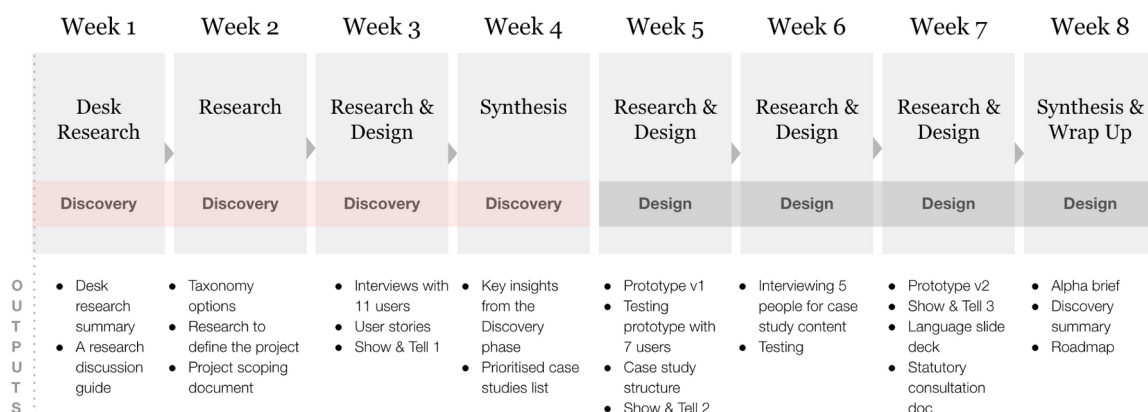 Week 1
Week 2
Week 3
Week 4
Week 5
Week 6
Week 7
Week 8
Desk
Research
Research
Research &
Design
Synthesis
Research &
Design
Research &
Design
Research &
Design
Synthesis &
Wrap Up
Discovery
Discovery
Discovery
Discovery
Design
Design
Design
Design
OUTPUTS
● Desk
research
summary
● A research
discussion
guide
● Taxonomy
options
● Research to
define the project
● Project scoping
document
● Interviews with
11 users
● User stories
● Show & Tell 1
● Key insights
from the
Discovery
phase
● Prioritised case
studies list
● Prototype v1
● Testing
prototype with
7 users
● Case study
structure
● Show & Tell 2
● Interviewing 5
people for case
study content
● Testing
● Prototype v2
● Show & Tell 3
● Language slide
deck
● Statutory
consultation
doc
● Alpha brief
● Discovery
summary
● Roadmap